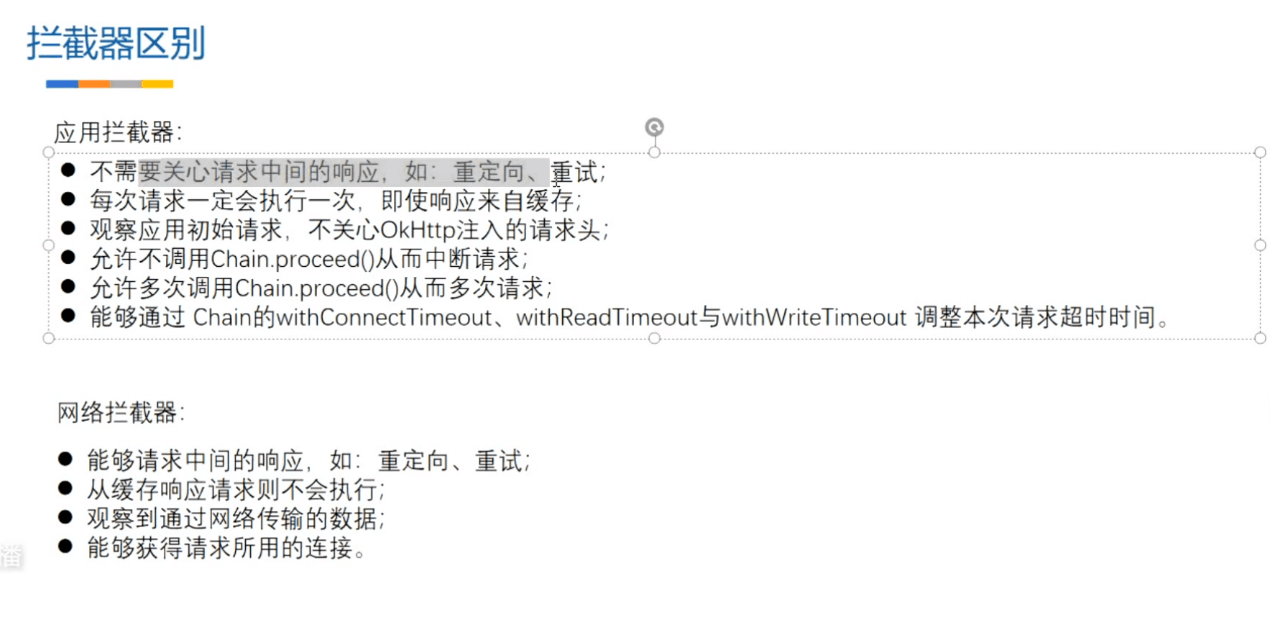 拦截器区别
应用拦截器：
● 不需要关心请求中间的响应，如：重定向、重试；
● 每次请求一定会执行一次，即使响应来自缓存；
● 观察应用初始请求，不关心OkHttp注入的请求头；
● 允许不调用Chain.proceed()从而中断请求；
● 允许多次调用Chain.proceed()从而多次请求；
● 能够通过 Chain的withConnectTimeout、withReadTimeout与withWriteTimeout 调整本次请求超时时间。
网络拦截器：
● 能够请求中间的响应，如：重定向、重试；
● 从缓存响应请求则不会执行；
● 观察到通过网络传输的数据；
● 能够获得请求所用的连接。
播